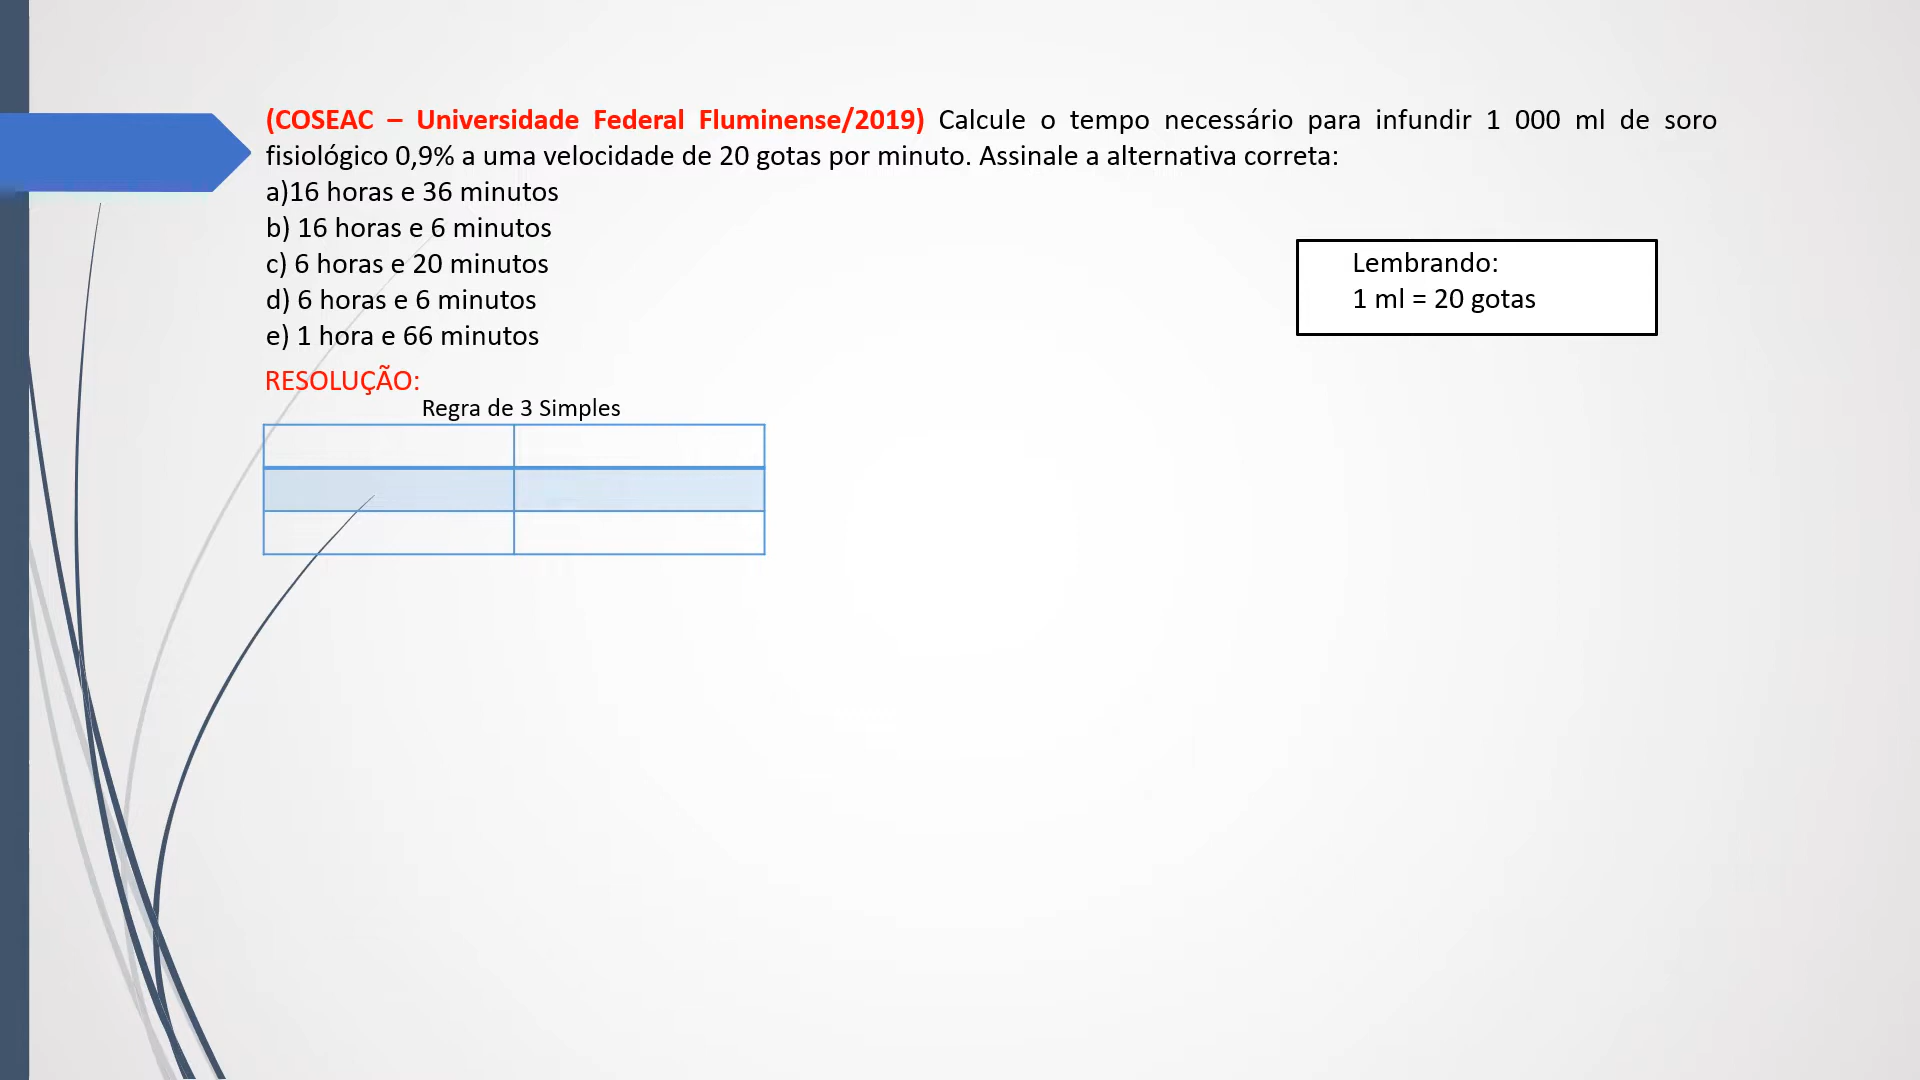 (COSEAC – Universidade Federal Fluminense/2019) Calcule o tempo necessário para infundir 1 000 ml de soro
fisiológico 0,9% a uma velocidade de 20 gotas por minuto. Assinale a alternativa correta:
a)16 horas e 36 minutos
b) 16 horas e 6 minutos
c) 6 horas e 20 minutos
d) 6 horas e 6 minutos
e) 1 hora e 66 minutos
Lembrando:
1 ml = 20 gotas
RESOLUÇÃO:
Regra de 3 Simples